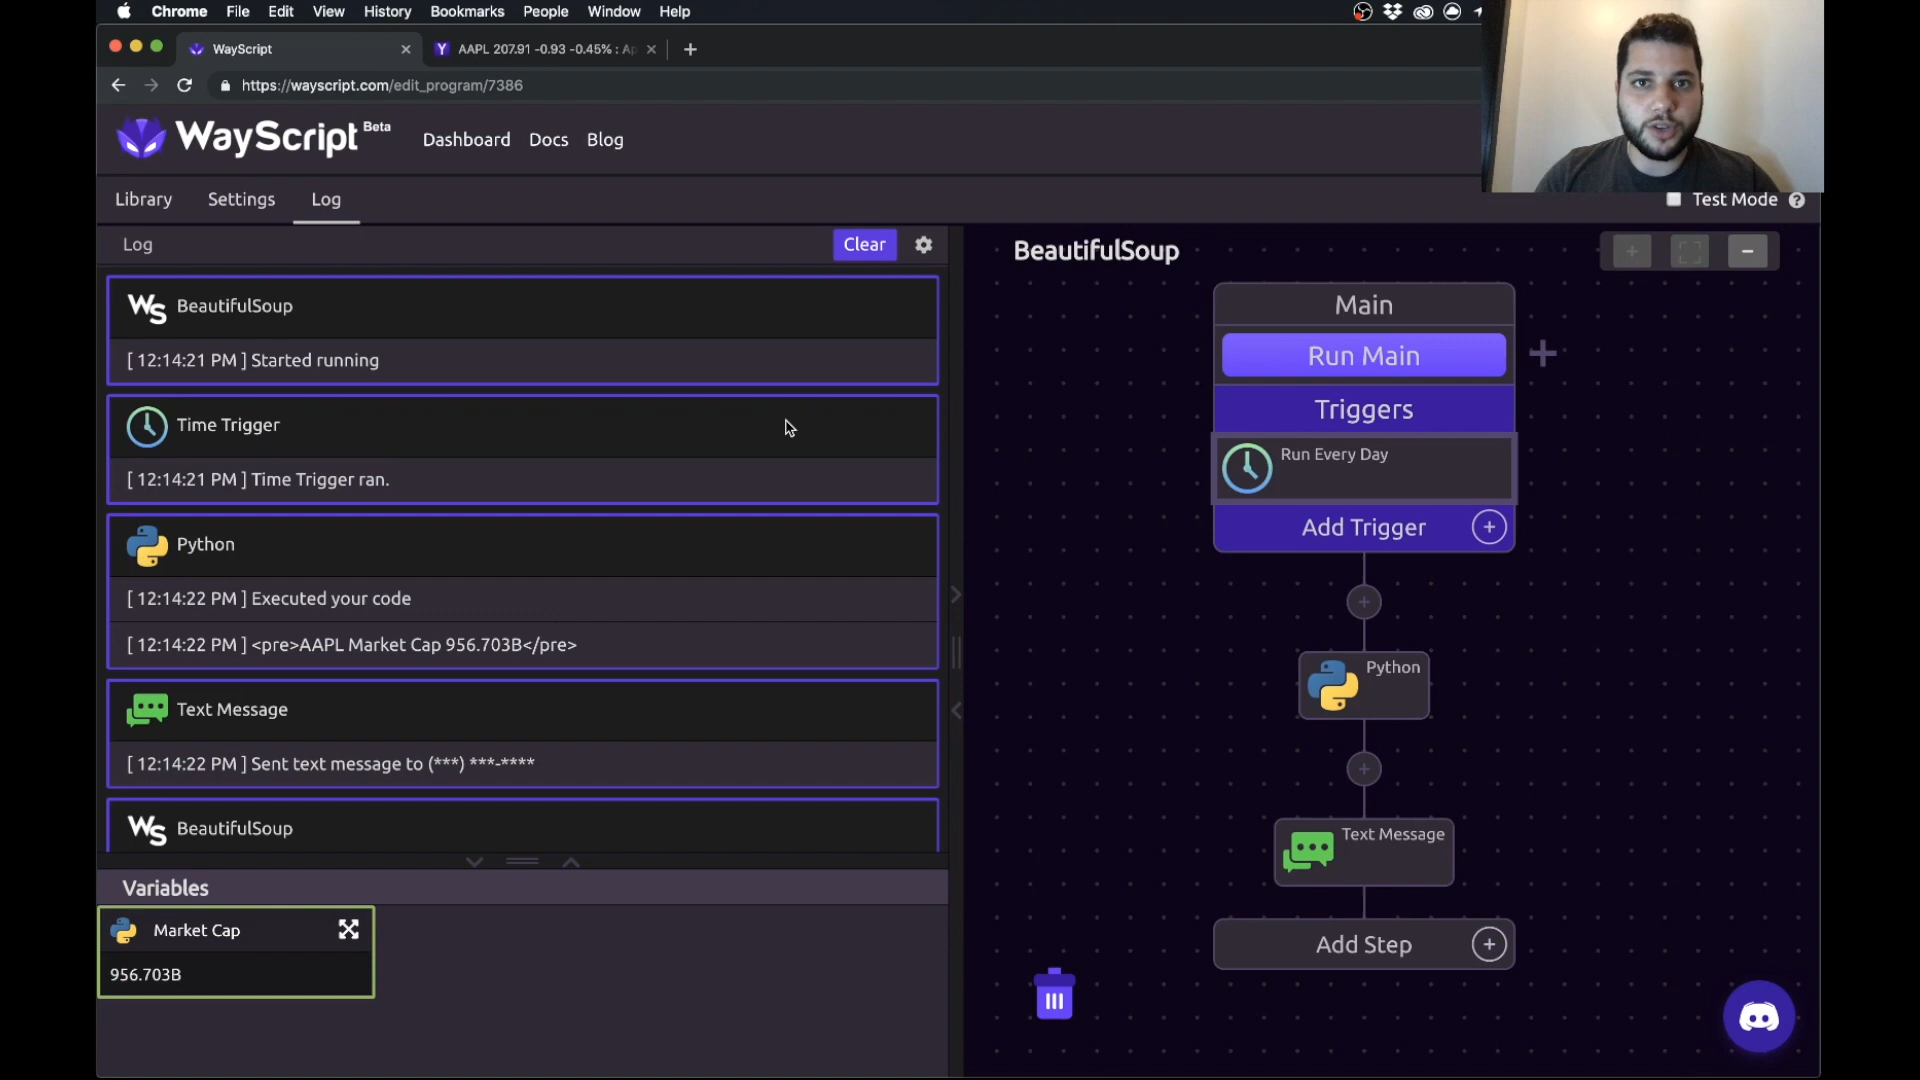 Chrome File Edit View History Bookmarks People Window Help
WayScript
AAPL 207.91 -0.93 -0.45% : Ap
https://wayscript.com/edit_program/7386
WayScript Beta Dashboard Docs Blog
Library Settings Log
Test Mode ?
Log Clear
BeautifulSoup
[ 12:14:21 PM ] Started running
Time Trigger
[ 12:14:21 PM ] Time Trigger ran.
Python
[ 12:14:22 PM ] Executed your code
[ 12:14:22 PM ] <pre>AAPL Market Cap 956.703B</pre>
Text Message
[ 12:14:22 PM ] Sent text message to (***) ***-****
BeautifulSoup
Variables
Market Cap
956.703B
BeautifulSoup
Main
Run Main
Triggers
Run Every Day
Add Trigger
Python
Text Message
Add Step